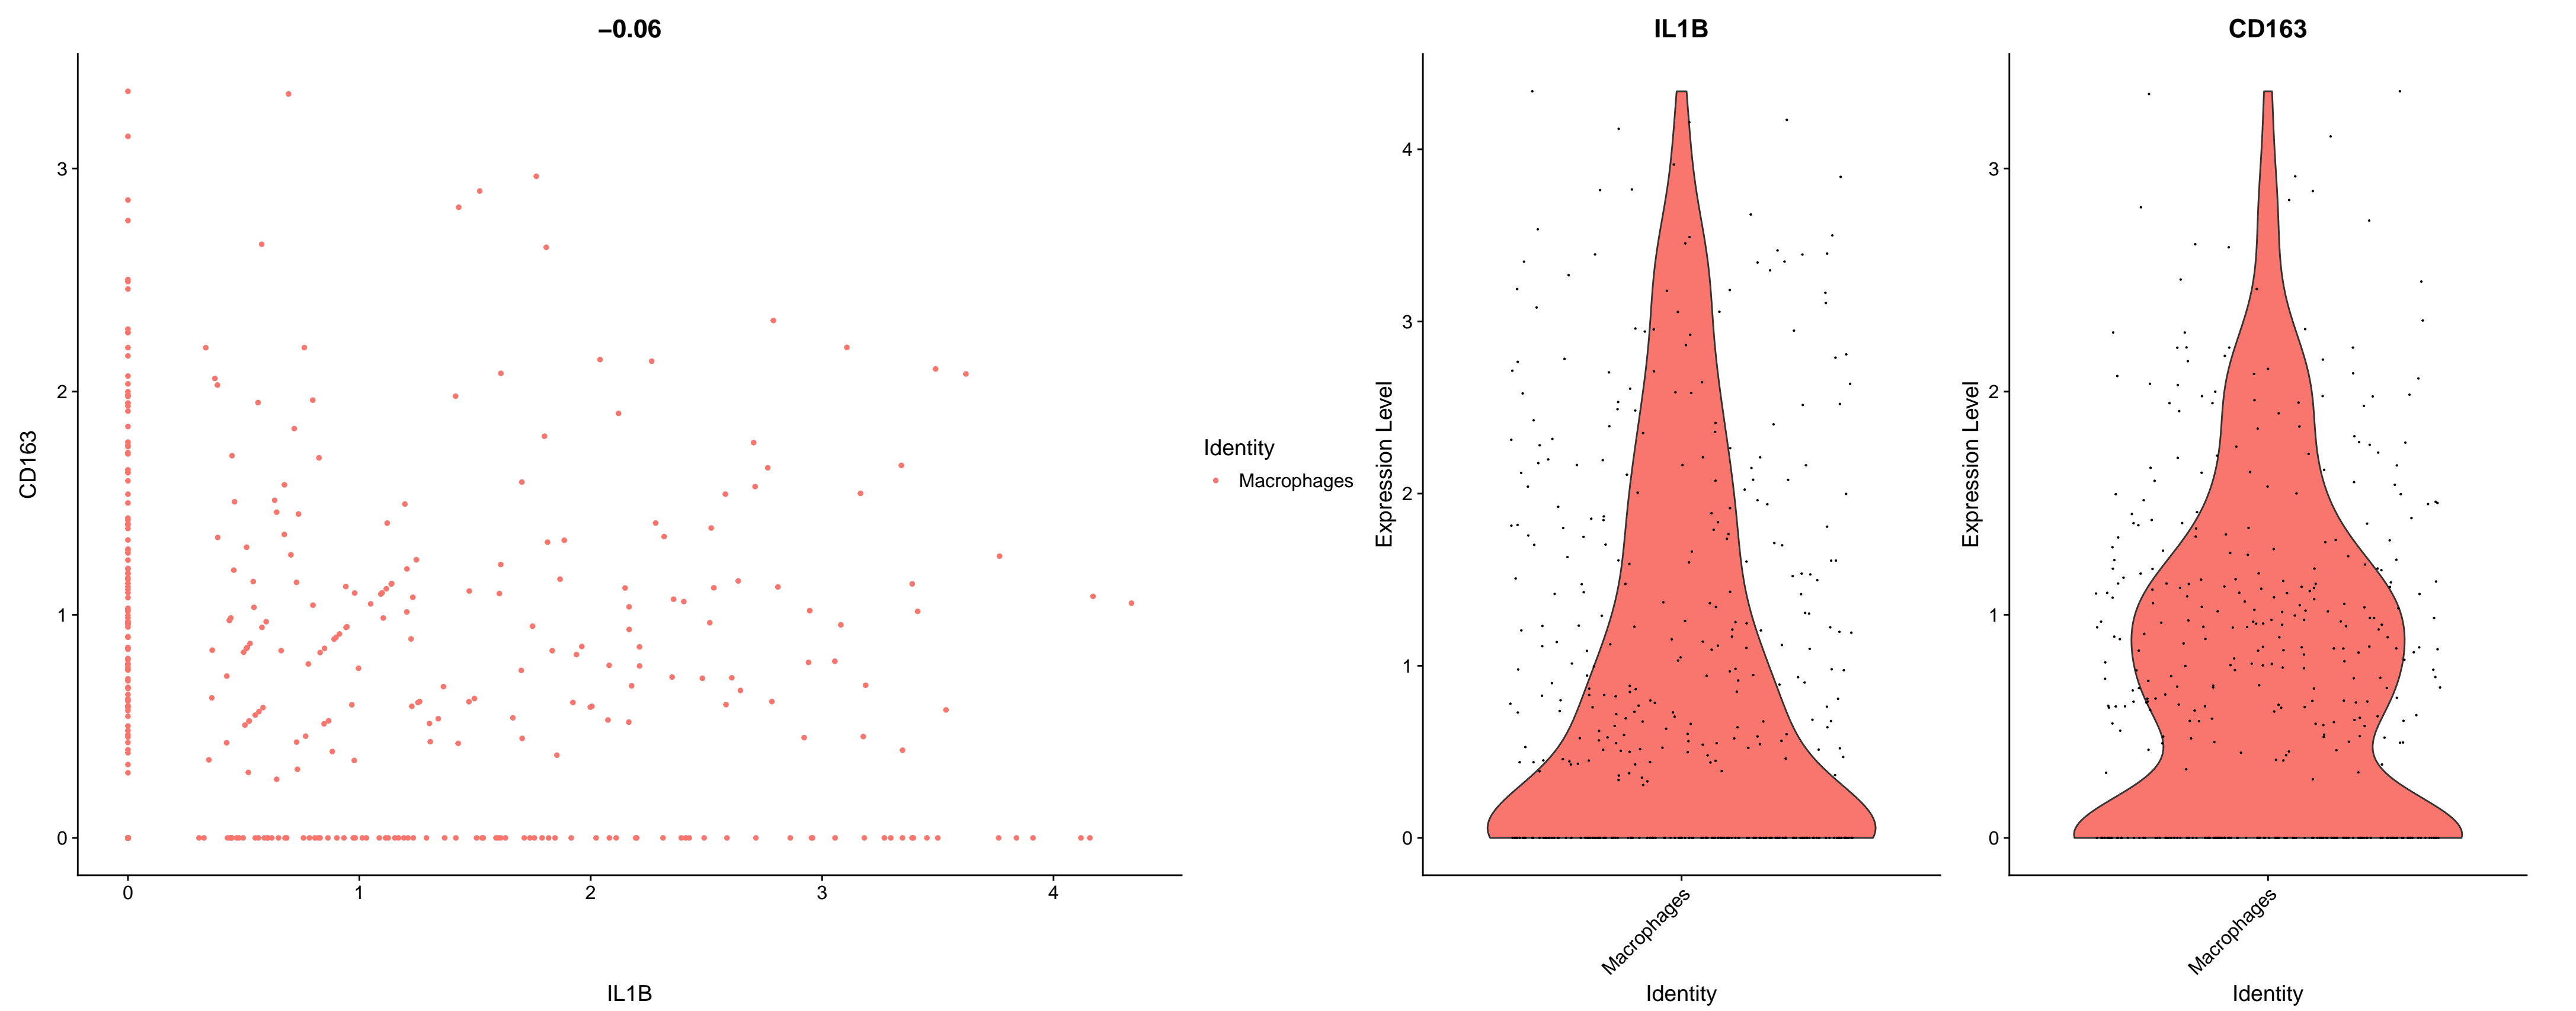 −0.06
CD163
3
2
1
0
0 1 2 3 4
IL1B
Identity
Macrophages
IL1B
Expression Level
4
3
2
1
0
Macrophages
Identity
CD163
Expression Level
3
2
1
0
Macrophages
Identity